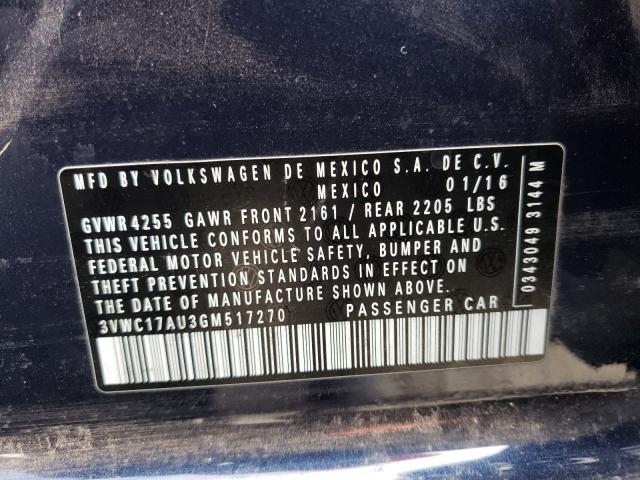 MFD BY VOLKSWAGEN DE MEXICO S.A. DE C.V.
MEXICO 01/16
GVWR 4255 GAWR FRONT 2161 / REAR 2205 LBS
THIS VEHICLE CONFORMS TO ALL APPLICABLE U.S.
FEDERAL MOTOR VEHICLE SAFETY, BUMPER AND
THEFT PREVENTION STANDARDS IN EFFECT ON
THE DATE OF MANUFACTURE SHOWN ABOVE.
3VWC17AU3GM517270 PASSENGER CAR
0343049 3144 M